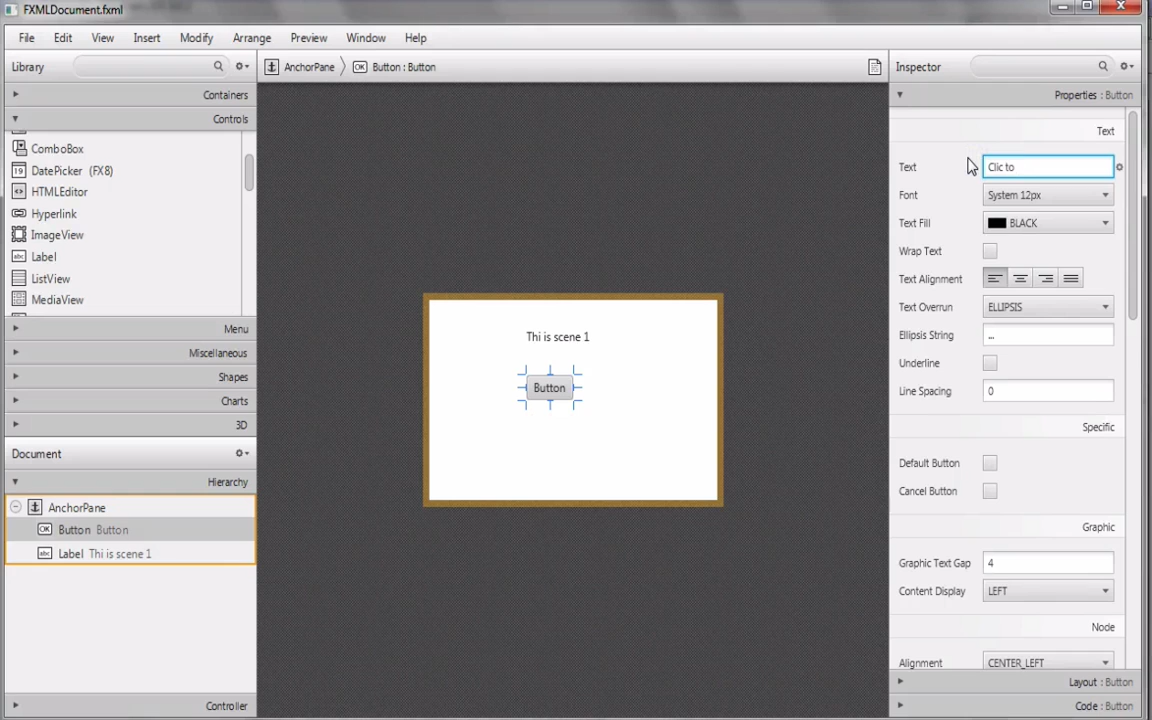 FXMLDocument.fxml
File Edit View Insert Modify Arrange Preview Window Help
Library
Containers
Controls
ComboBox
DatePicker (FX8)
HTMLEditor
Hyperlink
ImageView
Label
ListView
MediaView
Menu
Miscellaneous
Shapes
Charts
3D
Document
Hierarchy
AnchorPane
OK Button Button
abc Label Thi is scene 1
Controller
AnchorPane OK Button : Button
Thi is scene 1
Button
Inspector
Properties : Button
Text
Text Clic to
Font System 12px
Text Fill BLACK
Wrap Text
Text Alignment
Text Overrun ELLIPSIS
Ellipsis String ...
Underline
Line Spacing 0
Specific
Default Button
Cancel Button
Graphic
Graphic Text Gap 4
Content Display LEFT
Node
Alignment CENTER_LEFT
Layout : Button
Code : Button